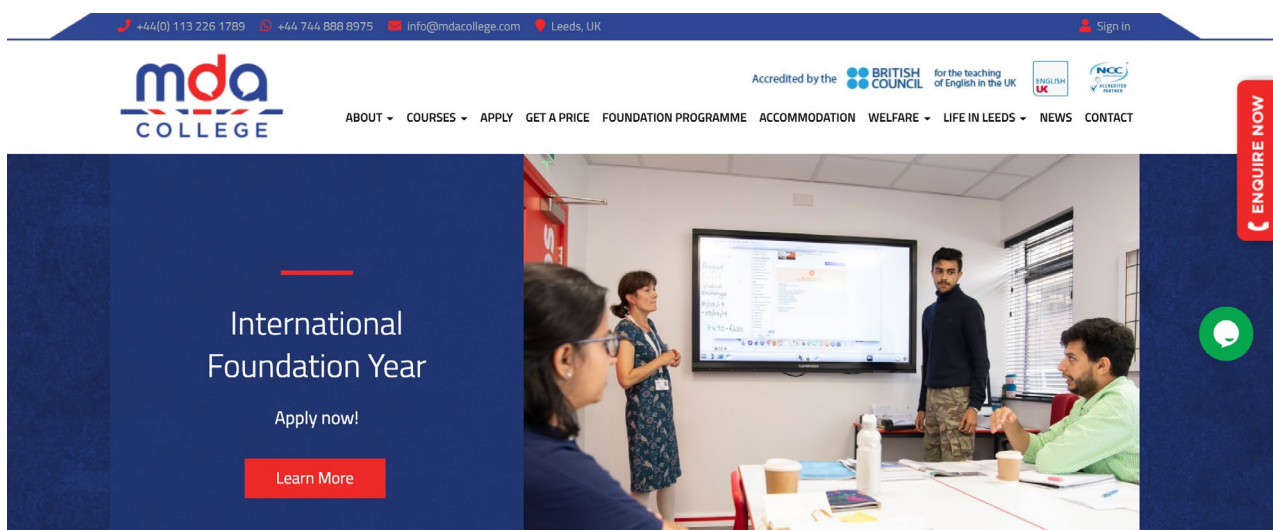 +44(0) 113 226 1789 +44 744 888 8975 info@mdacollege.com Leeds, UK Sign in
mda
COLLEGE
Accredited by the BRITISH COUNCIL for the teaching of English in the UK
ENGLISH UK
NCC ACCREDITED PARTNER
ABOUT COURSES APPLY GET A PRICE FOUNDATION PROGRAMME ACCOMMODATION WELFARE LIFE IN LEEDS NEWS CONTACT
ENQUIRE NOW
International
Foundation Year
Apply now!
Learn More